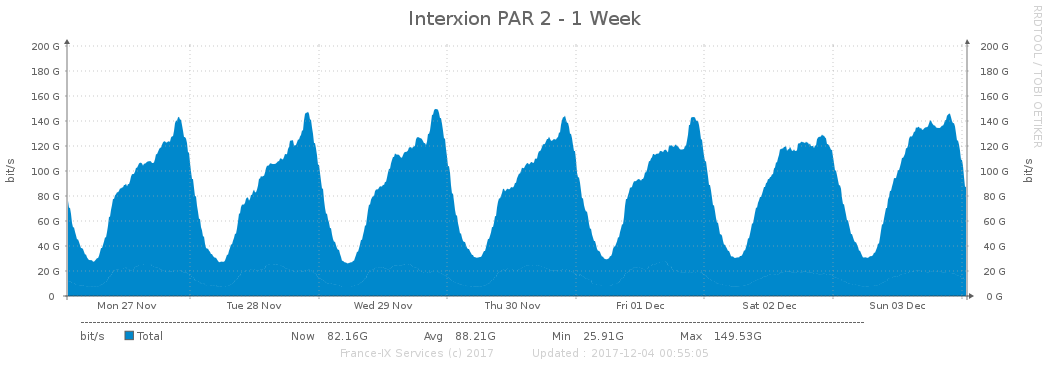 Interxion PAR 2 - 1 Week
RRDTOOL / TOBI OETIKER
bit/s
200 G 200 G
180 G 180 G
160 G 160 G
140 G 140 G
120 G 120 G
100 G 100 G
80 G 80 G
60 G 60 G
40 G 40 G
20 G 20 G
0 0 G
bit/s
Mon 27 Nov Tue 28 Nov Wed 29 Nov Thu 30 Nov Fri 01 Dec Sat 02 Dec Sun 03 Dec
bit/s Total Now 82.16G Avg 88.21G Min 25.91G Max 149.53G
France-IX Services (c) 2017 Updated : 2017-12-04 00:55:05